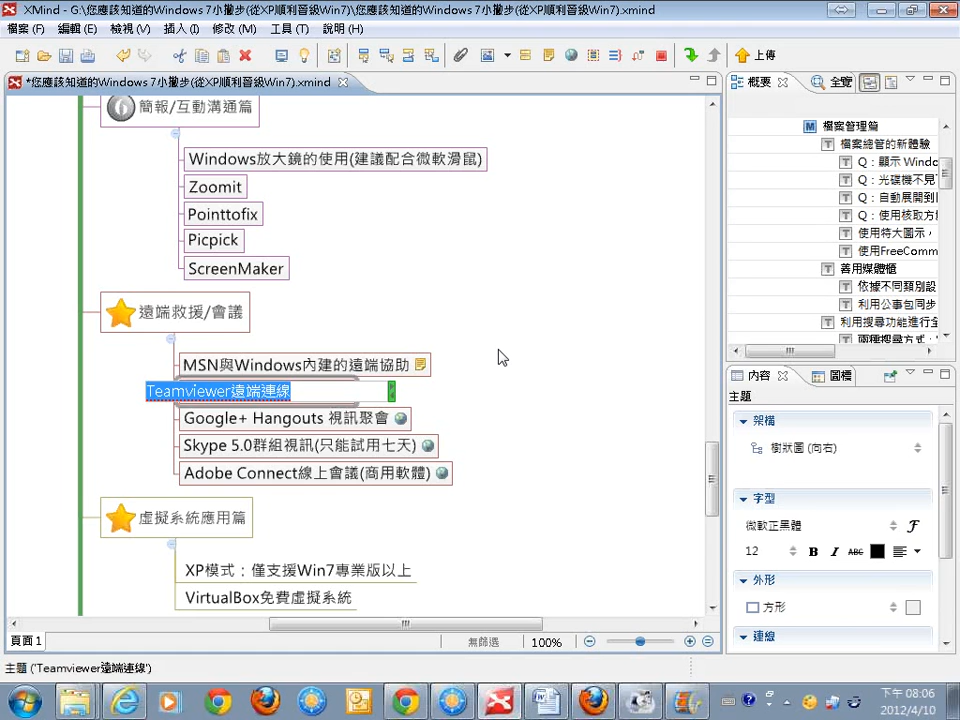 XMind - G:\您應該知道的Windows 7小撇步(從XP順利晉級Win7)\您應該知道的Windows 7小撇步(從XP順利晉級Win7).xmind
檔案 (F) 編輯 (E) 檢視 (V) 插入 (I) 修改 (M) 工具 (T) 說明 (H)
上傳
*您應該知道的Windows 7小撇步(從XP順利晉級Win7).xmind
6 簡報/互動溝通篇
Windows放大鏡的使用(建議配合微軟滑鼠)
Zoomit
Pointtofix
Picpick
ScreenMaker
遠端救援/會議
MSN與Windows內建的遠端協助
Teamviewer遠端連線
Google+ Hangouts 視訊聚會
Skype 5.0群組視訊(只能試用七天)
Adobe Connect線上會議(商用軟體)
虛擬系統應用篇
XP模式：僅支援Win7專業版以上
VirtualBox免費虛擬系統
頁面 1
無篩選
100%
主題 ('Teamviewer遠端連線')
概要
全覽
M 檔案管理篇
T 檔案總管的新體驗
T Q：顯示 Windo
T Q：光碟機不見
T Q：自動展開到
T Q：使用核取方
T 使用特大圖示，
T 使用FreeComm
T 善用媒體櫃
T 依據不同類別設
T 利用公事包同步
T 利用搜尋功能進行全
T 兩種搜尋方式，
內容
圖標
主題
架構
樹狀圖 (向右)
字型
微軟正黑體
12 B I ABC
外形
方形
連線
下午 08:06
2012/4/10